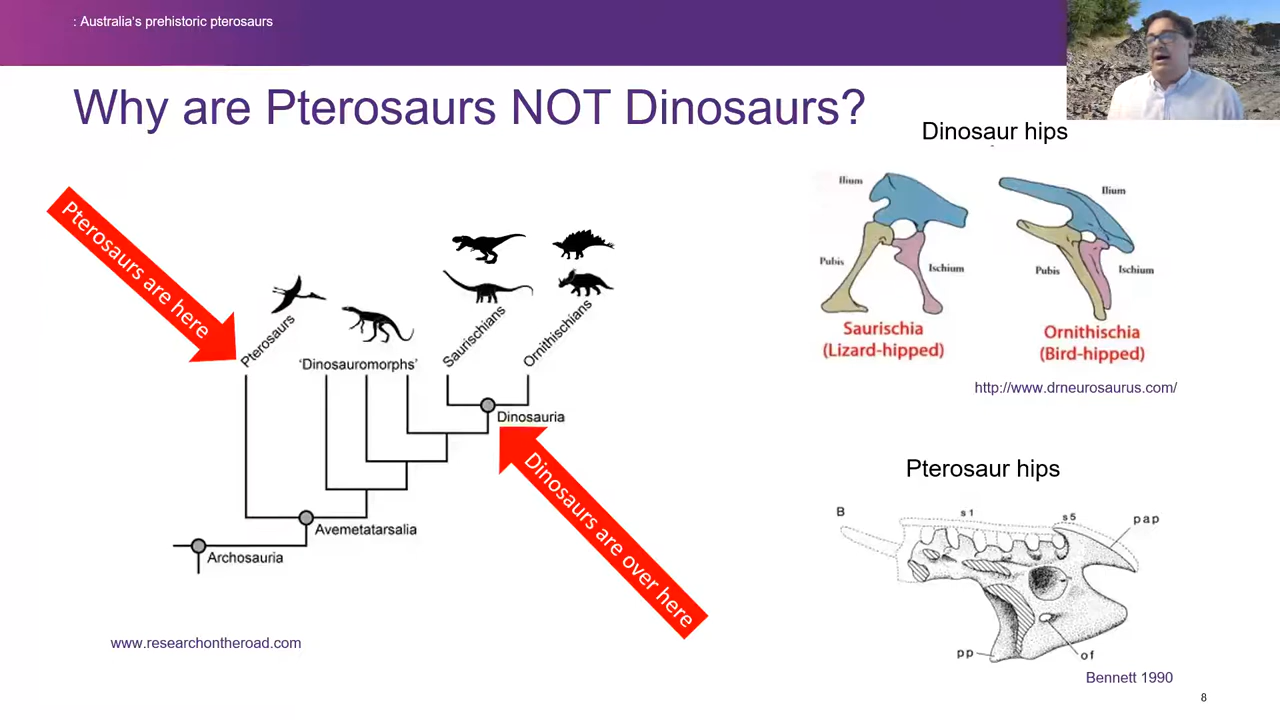 : Australia's prehistoric pterosaurs
Why are Pterosaurs NOT Dinosaurs?
Pterosaurs are here
Pterosaurs
'Dinosauromorphs'
Saurischians
Ornithischians
Dinosauria
Avemetatarsalia
Archosauria
Dinosaurs are over here
www.researchontheroad.com
Dinosaur hips
Ilium
Pubis
Ischium
Saurischia
(Lizard-hipped)
Ilium
Pubis
Ischium
Ornithischia
(Bird-hipped)
http://www.drneurosaurus.com/
Pterosaur hips
B
s1
s5
pap
pp
of
Bennett 1990
8